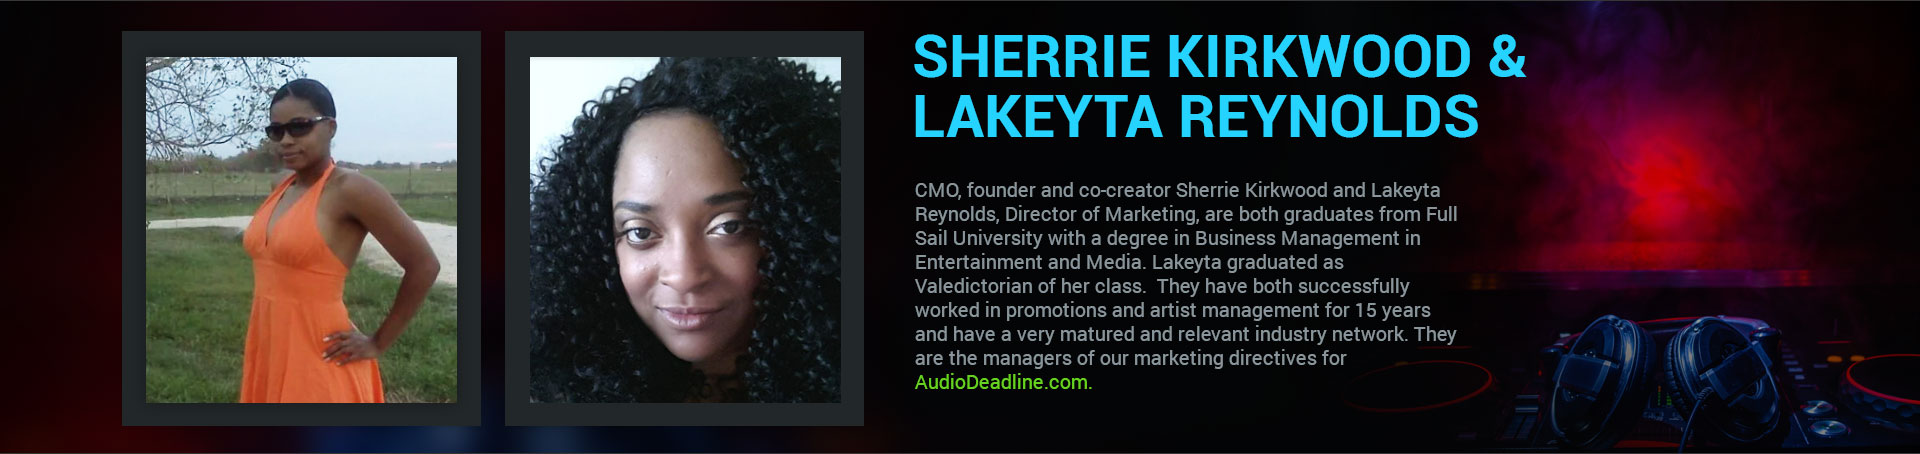 SHERRIE KIRKWOOD &
LAKEYTA REYNOLDS
CMO, founder and co-creator Sherrie Kirkwood and Lakeyta
Reynolds, Director of Marketing, are both graduates from Full
Sail University with a degree in Business Management in
Entertainment and Media. Lakeyta graduated as
Valedictorian of her class.  They have both successfully
worked in promotions and artist management for 15 years
and have a very matured and relevant industry network. They
are the managers of our marketing directives for
AudioDeadline.com.